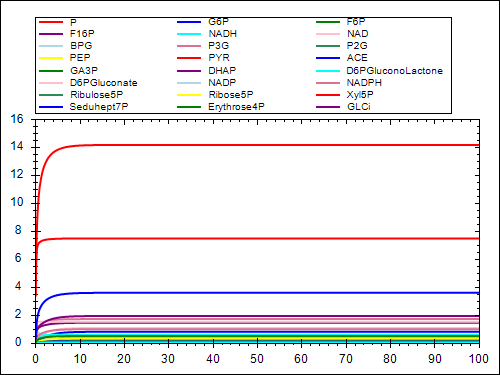 P G6P F6P
F16P NADH NAD
BPG P3G P2G
PEP PYR ACE
GA3P DHAP D6PGluconoLactone
D6PGluconate NADP NADPH
Ribulose5P Ribose5P Xyl5P
Seduhept7P Erythrose4P GLCi
16
14
12
10
8
6
4
2
0
0 10 20 30 40 50 60 70 80 90 100